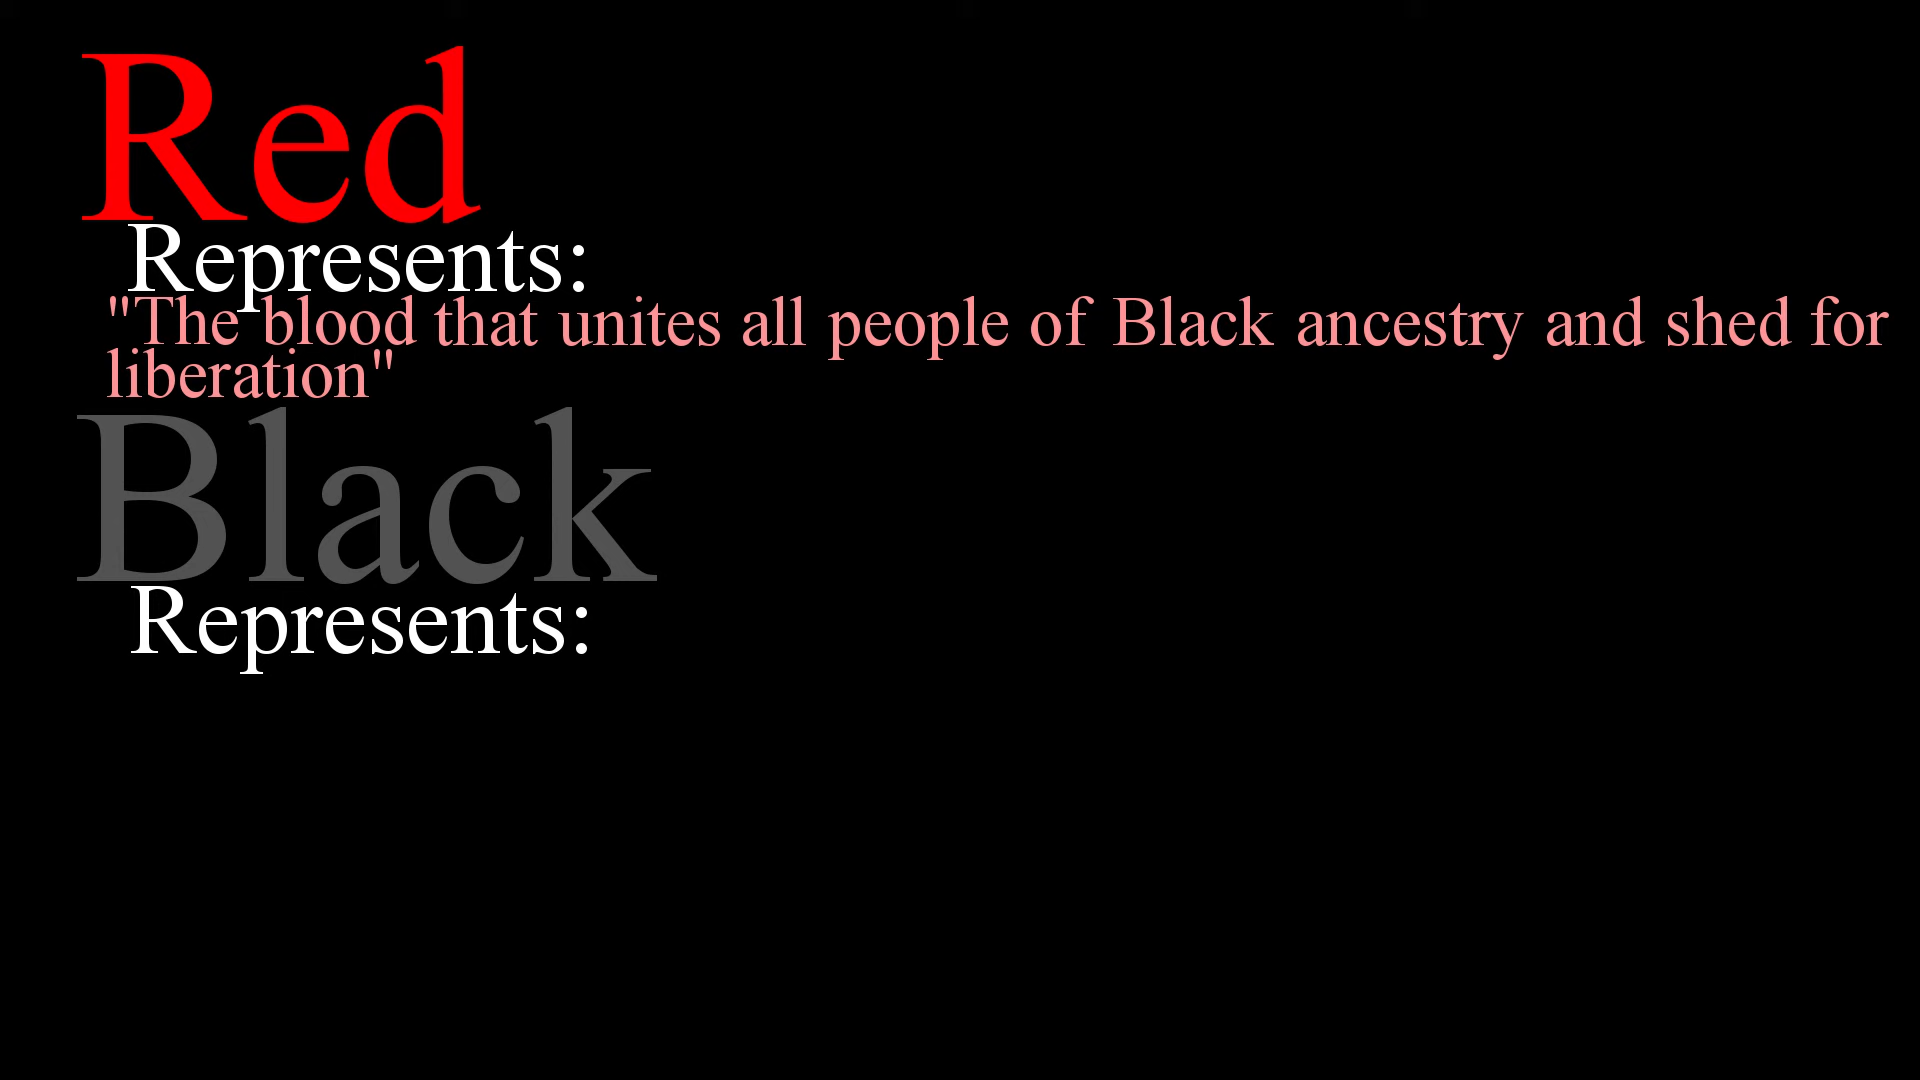 Red
Represents:
"The blood that unites all people of Black ancestry and shed for
liberation"
Black
Represents: